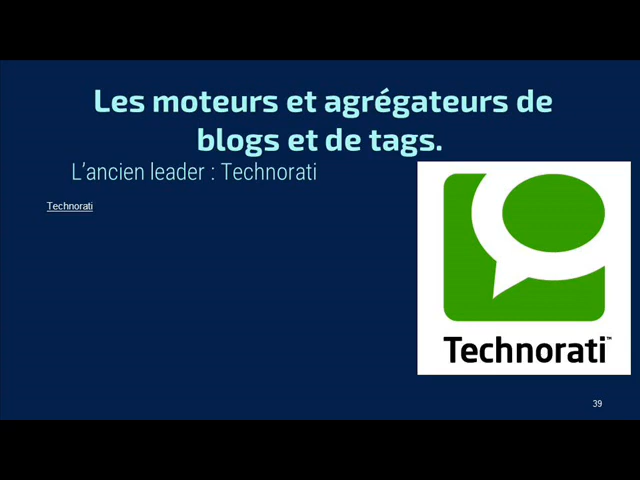 Les moteurs et agrégateurs de
blogs et de tags.
L'ancien leader : Technorati
Technorati
Technorati™
39